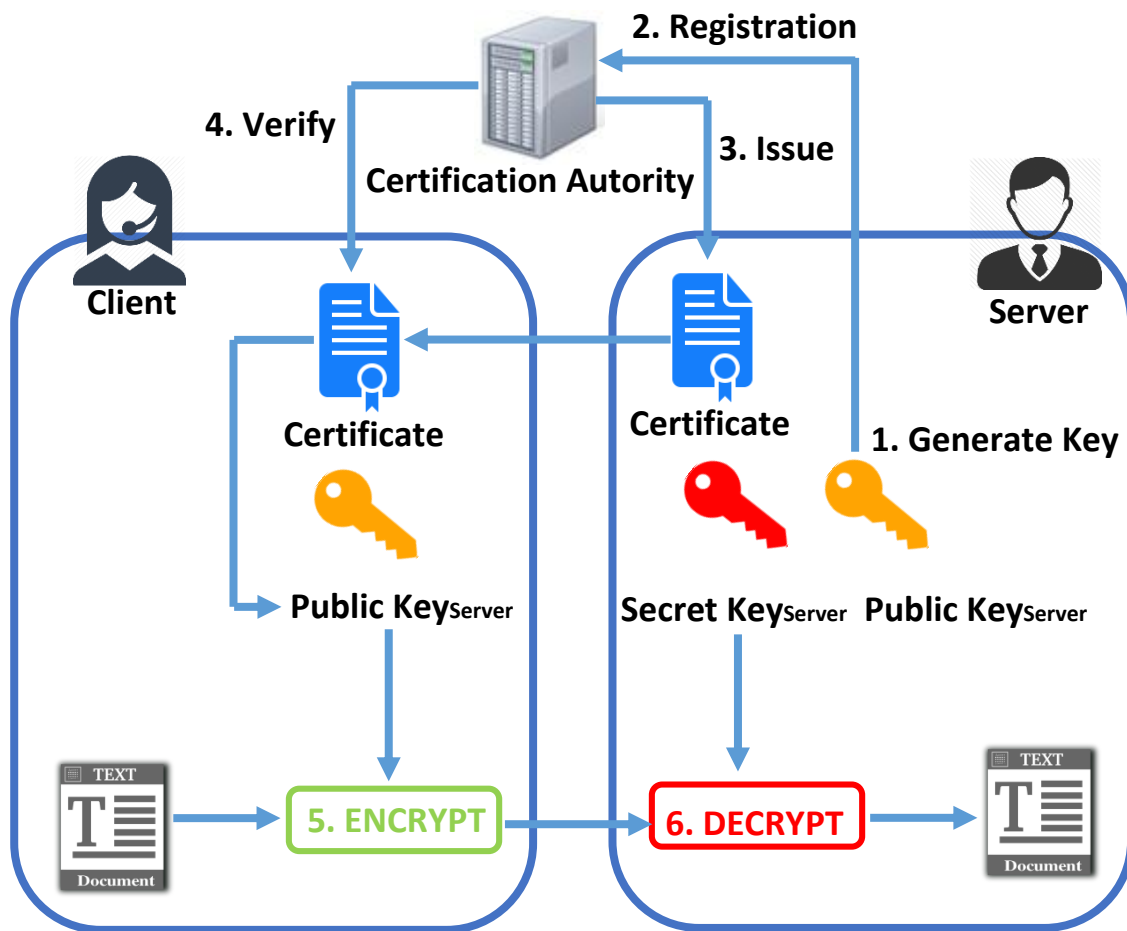 2. Registration
4. Verify
3. Issue
Certification Autority
Client
Server
Certificate
Certificate
1. Generate Key
Public KeyServer
Secret KeyServer
Public KeyServer
TEXT
T
Document
5. ENCRYPT
6. DECRYPT
TEXT
T
Document